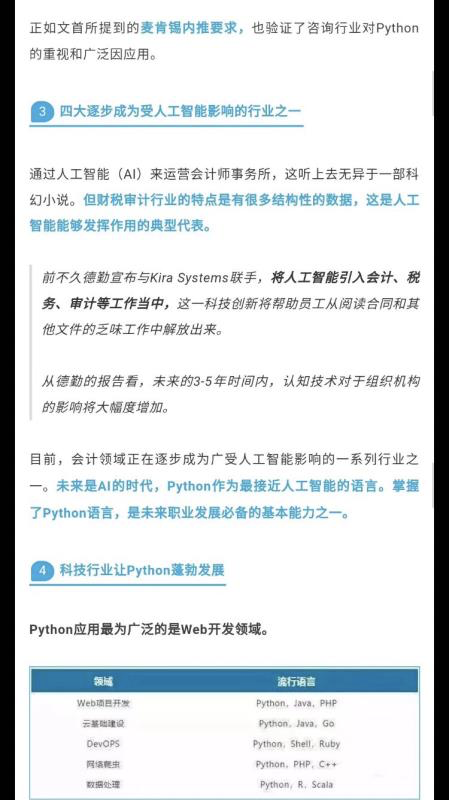 正如文首所提到的麦肯锡内推要求，也验证了咨询行业对Python
的重视和广泛因应用。
3 四大逐步成为受人工智能影响的行业之一
通过人工智能（AI）来运营会计师事务所，这听上去无异于一部科
幻小说。但财税审计行业的特点是有很多结构性的数据，这是人工
智能能够发挥作用的典型代表。
前不久德勤宣布与Kira Systems联手，将人工智能引入会计、税
务、审计等工作当中，这一科技创新将帮助员工从阅读合同和其
他文件的乏味工作中解放出来。
从德勤的报告看，未来的3-5年时间内，认知技术对于组织机构
的影响将大幅度增加。
目前，会计领域正在逐步成为广受人工智能影响的一系列行业之
一。未来是AI的时代，Python作为最接近人工智能的语言。掌握
了Python语言，是未来职业发展必备的基本能力之一。
4 科技行业让Python蓬勃发展
Python应用最为广泛的是Web开发领域。
领域 流行语言
Web项目开发 Python，Java，PHP
云基础建设 Python，Java，Go
DevOPS Python，Shell，Ruby
网络爬虫 Python，PHP，C++
数据处理 Python，R，Scala